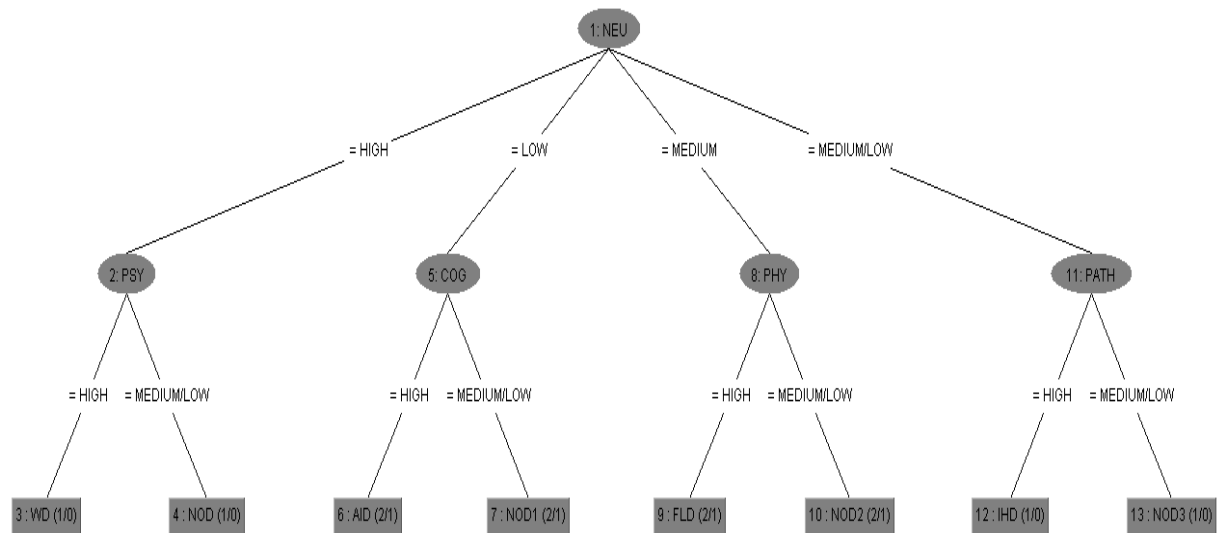 1: NEU
= HIGH
= LOW
= MEDIUM
= MEDIUM/LOW
2: PSY
5: COG
8: PHY
11: PATH
= HIGH
= MEDIUM/LOW
= HIGH
= MEDIUM/LOW
= HIGH
= MEDIUM/LOW
= HIGH
= MEDIUM/LOW
3 : WD (1/0)
4 : NOD (1/0)
6 : AID (2/1)
7 : NOD1 (2/1)
9 : FLD (2/1)
10 : NOD2 (2/1)
12 : IHD (1/0)
13 : NOD3 (1/0)